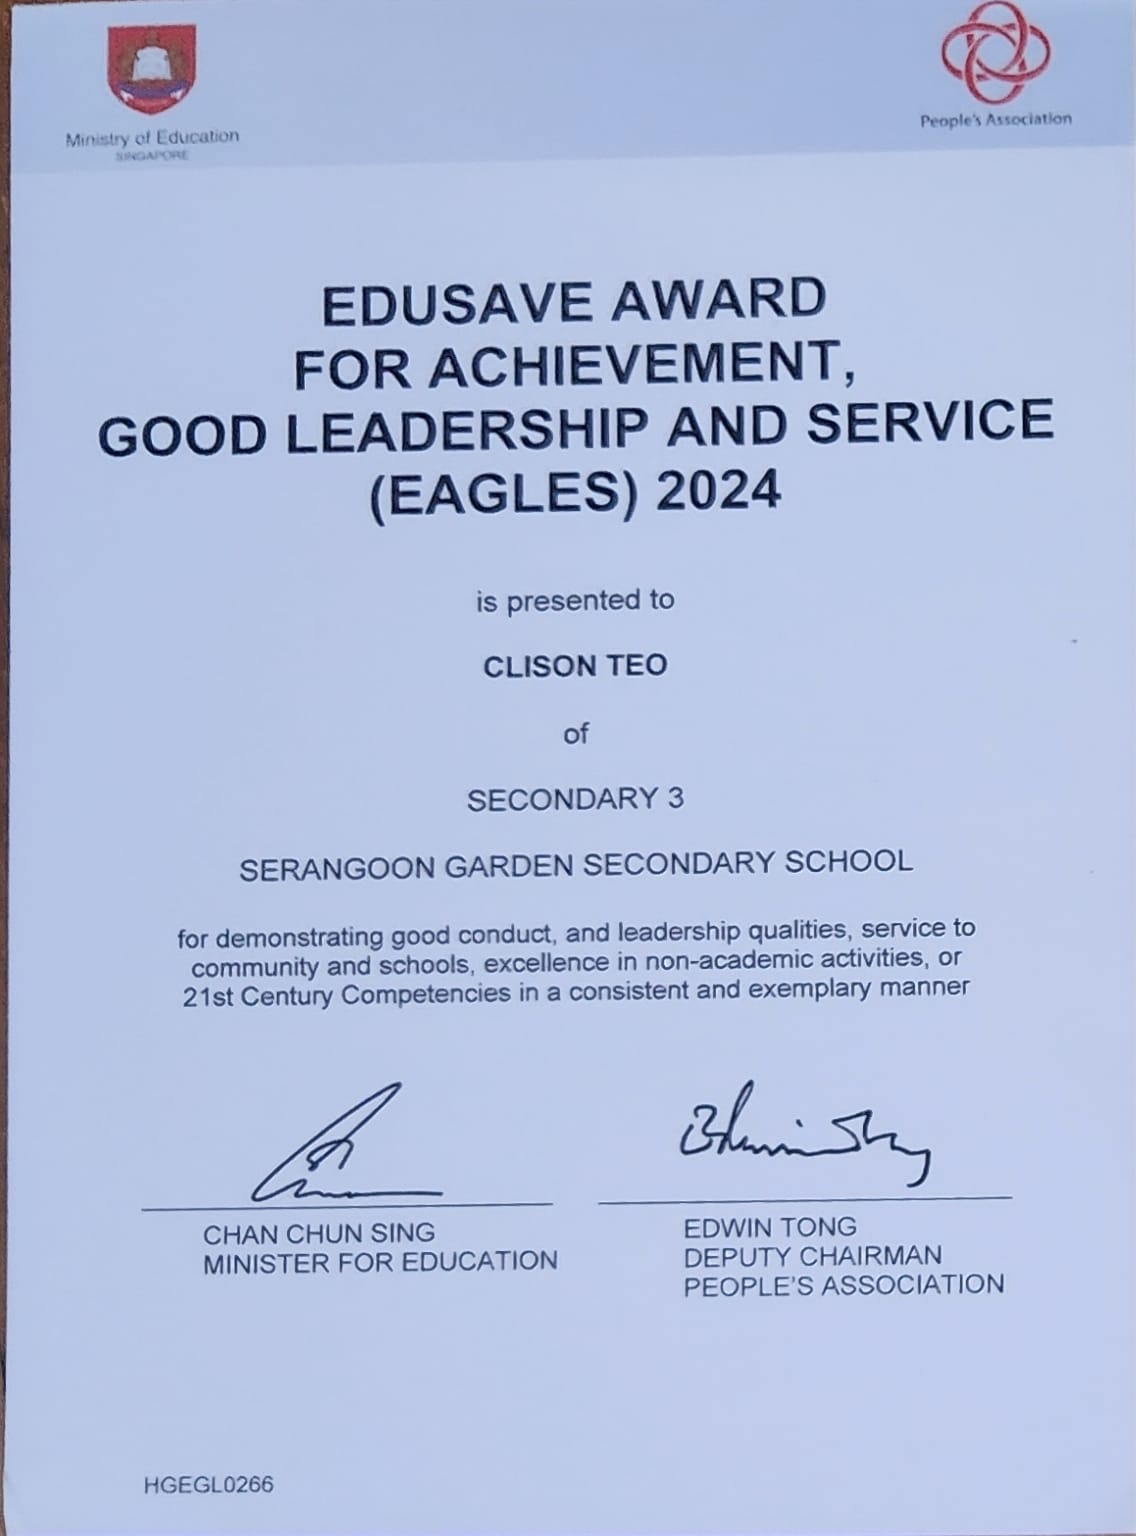 Ministry of Education
SINGAPORE
People's Association
EDUSAVE AWARD
FOR ACHIEVEMENT,
GOOD LEADERSHIP AND SERVICE
(EAGLES) 2024
is presented to
CLISON TEO
of
SECONDARY 3
SERANGOON GARDEN SECONDARY SCHOOL
for demonstrating good conduct, and leadership qualities, service to
community and schools, excellence in non-academic activities, or
21st Century Competencies in a consistent and exemplary manner
CHAN CHUN SING
MINISTER FOR EDUCATION
EDWIN TONG
DEPUTY CHAIRMAN
PEOPLE'S ASSOCIATION
HGEGL0266